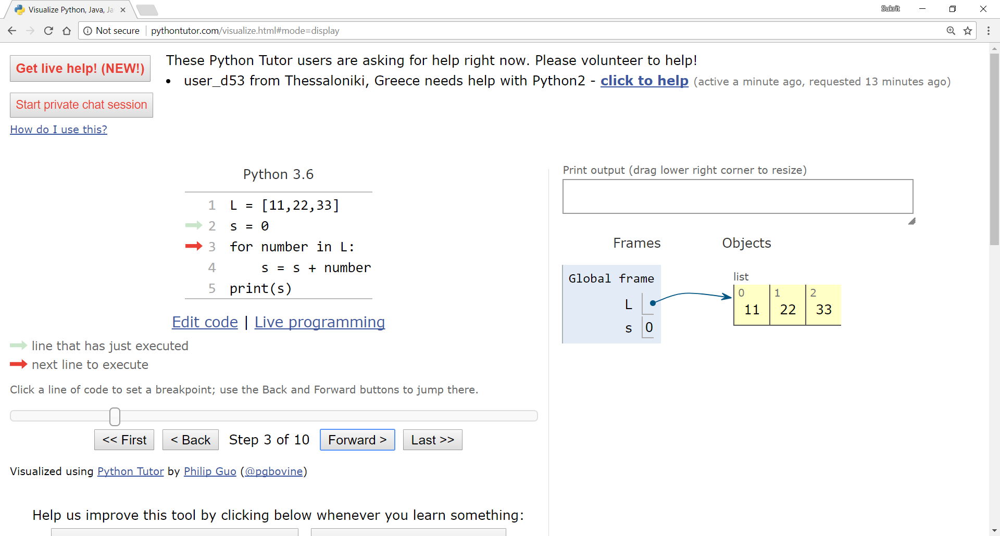 Visualize Python, Java, Ja
Sukrit
Not secure | pythontutor.com/visualize.html#mode=display
Get live help! (NEW!)
These Python Tutor users are asking for help right now. Please volunteer to help!
• user_d53 from Thessaloniki, Greece needs help with Python2 - click to help (active a minute ago, requested 13 minutes ago)
Start private chat session
How do I use this?
Python 3.6
1 L = [11,22,33]
2 s = 0
3 for number in L:
4     s = s + number
5 print(s)
Edit code | Live programming
line that has just executed
next line to execute
Click a line of code to set a breakpoint; use the Back and Forward buttons to jump there.
<< First < Back Step 3 of 10 Forward > Last >>
Visualized using Python Tutor by Philip Guo (@pgbovine)
Help us improve this tool by clicking below whenever you learn something:
Print output (drag lower right corner to resize)
Frames Objects
Global frame
L
s 0
list
0 1 2
11 22 33